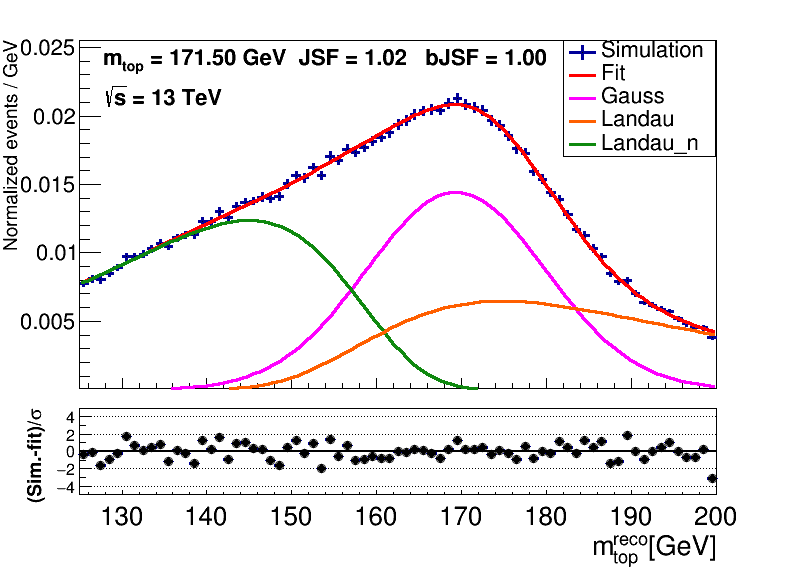 Normalized events / GeV
0.025
0.02
0.015
0.01
0.005
m_top = 171.50 GeV JSF = 1.02 bJSF = 1.00
√s = 13 TeV
Simulation
Fit
Gauss
Landau
Landau_n
(Sim.-fit)/σ
4
2
0
−2
−4
130 140 150 160 170 180 190 200
m_top^reco[GeV]